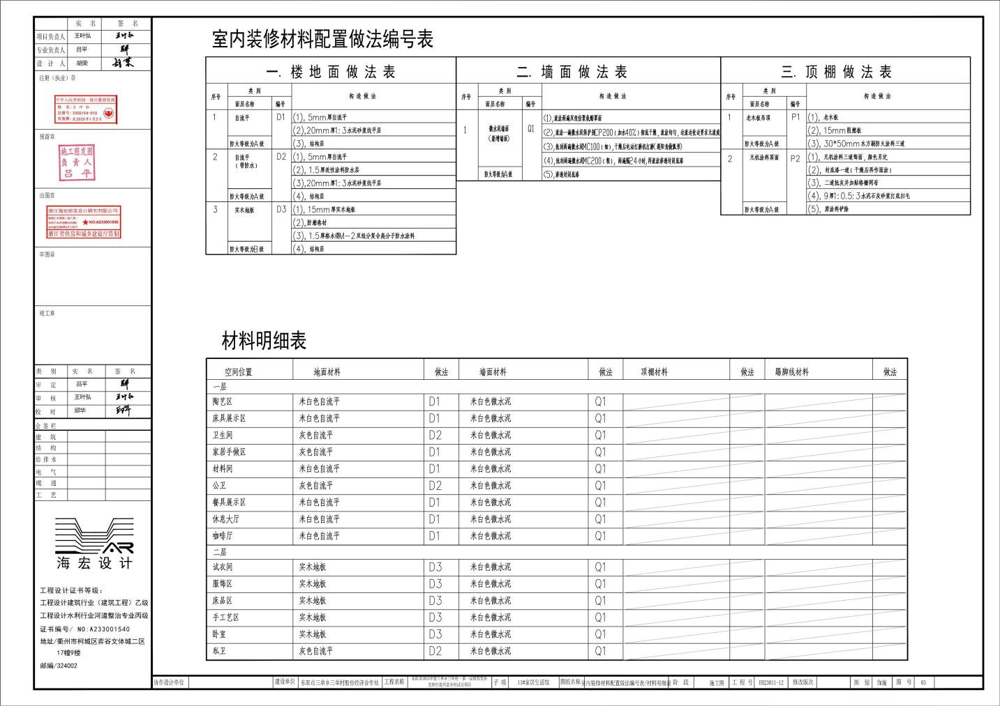 实 名 签 名
项目负责人 王叶弘
专业负责人 吕平
设 计 人 胡荣
注册（执业）章
中华人民共和国一级注册建筑师
姓 名：王 叶 弘
注册号：3300154-010
有效期：至2025年1月2日
预留章
施工图发图
负 责 人
吕 平
出图章
浙江海宏建筑设计研究有限公司
NO:A233001540
浙江省住房和城乡建设厅监制
审图章
竣工章
类 别 实 名 签 名
审 定 吕平
审 核 王叶弘
校 对 邱华
会 签 栏
建 筑
结 构
给 排 水
电 气
暖 通
工 艺
AR
海宏设计
工程设计证书等级：
工程设计建筑行业（建筑工程）乙级
工程设计水利行业河道整治专业丙级
证书编号/ NO:A233001540
地址/衢州市柯城区弈谷文体城二区
17幢9楼
邮编/324002
室内装修材料配置做法编号表
一. 楼 地 面 做 法 表
序号 类 别 构 造 做 法
面层名称 编号
1 自流平 D1 (1), 5mm厚自流平
(2),20mm厚1: 3水泥砂浆找平层
防火等级为A 级 (3), 结构层
2 自流平 D2 (1), 5mm厚自流平
（带防水） (2), 1.5厚改性涂料防水层
(3),20mm厚1: 3水泥砂浆找平层
防火等级为A 级 (4), 结构层
3 实木地板 D3 (1), 15mm厚实木地板
(2),防潮卷材
(3), 1.5厚格永得M-2双组分复合高分子防水涂料
防火等级为B 级 (4), 结构层
二. 墙 面 做 法 表
序号 类 别 构 造 做 法
面层名称 编号
1 微水泥墙面 Q1 (1),滚涂两遍双组份聚氨酯罩面
（新增墙面） (2),滚涂一遍微水泥保护剂CP200（加水40%）彻底干燥
(3),批刮两遍微水泥MC100（细）,干燥后电动打磨机打磨
(4),批刮两遍微水泥MC200（粗）, 两遍隔24小时,再滚涂渗透封闭底漆
防火等级为A级 (5),渗透封闭底漆
三. 顶 棚 做 法 表
序号 类 别 构 造 做 法
面层名称 编号
1 老木板吊顶 P1 (1), 老木板
(2), 15mm阻燃板
防火等级为A 级 (3), 30*50mm木方刷防火涂料三道
2 无机涂料顶面 P2 (1), 无机涂料三道饰面，颜色另定
(2), 封底漆一道（干燥后再作面涂）
(3), 二道批灰并加贴格栅网布
(4), 9厚1: 0.5: 3水泥石灰砂浆打底扫毛
防火等级为A级 (5), 原涂料铲除
材料明细表
空间位置 地面材料 做法 墙面材料 做法 顶棚材料 做法 踢脚线材料 做法
一层
陶艺区 米白色自流平 D1 米白色微水泥 Q1
床具展示区 米白色自流平 D1 米白色微水泥 Q1
卫生间 灰色自流平 D2 米白色微水泥 Q1
家居手做区 灰色自流平 D1 米白色微水泥 Q1
材料间 米白色自流平 D1 米白色微水泥 Q1
公卫 灰色自流平 D2 米白色微水泥 Q1
餐具展示区 米白色自流平 D1 米白色微水泥 Q1
休息大厅 米白色自流平 D1 米白色微水泥 Q1
咖啡厅 米白色自流平 D1 米白色微水泥 Q1
二层
试衣间 实木地板 D3 米白色微水泥 Q1
服饰区 实木地板 D3 米白色微水泥 Q1
床品区 实木地板 D3 米白色微水泥 Q1
手工艺区 实木地板 D3 米白色微水泥 Q1
卧室 实木地板 D3 米白色微水泥 Q1
私卫 灰色自流平 D2 米白色微水泥 Q1
协作设计单位 建设单位 东阳市三单乡三单村股份经济合作社 工程名称 东阳市2023年度三单乡三单村一事一议财政奖补 支持打造共富乡村试点项目 子 项 11#家居生活馆 图纸名称 室内装修材料配置做法编号表/材料明细表 阶 段 施工图 工 程 号 HH23011-12 修改版次 图 别 饰施 图 号 03